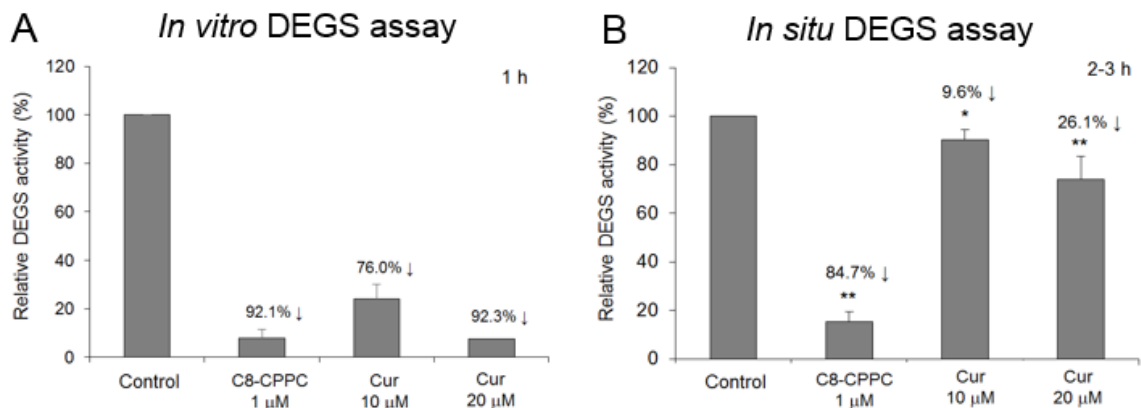 A
In vitro DEGS assay
120
100
80
60
40
20
0
Relative DEGS activity (%)
1 h
92.1% ↓
76.0% ↓
92.3% ↓
Control
C8-CPPC
1 µM
Cur
10 µM
Cur
20 µM
B
In situ DEGS assay
120
100
80
60
40
20
0
Relative DEGS activity (%)
2-3 h
84.7% ↓
**
9.6% ↓
*
26.1% ↓
**
Control
C8-CPPC
1 µM
Cur
10 µM
Cur
20 µM